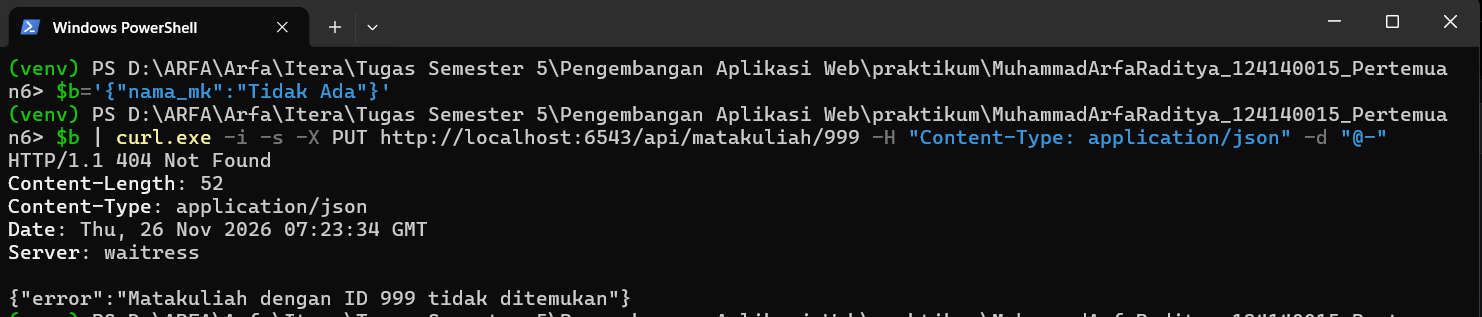 Windows PowerShell
(venv) PS D:\ARFA\Arfa\Itera\Tugas Semester 5\Pengembangan Aplikasi Web\praktikum\MuhammadArfaRaditya_124140015_Pertemua
n6> $b='{"nama_mk":"Tidak Ada"}'
(venv) PS D:\ARFA\Arfa\Itera\Tugas Semester 5\Pengembangan Aplikasi Web\praktikum\MuhammadArfaRaditya_124140015_Pertemua
n6> $b | curl.exe -i -s -X PUT http://localhost:6543/api/matakuliah/999 -H "Content-Type: application/json" -d "@-"
HTTP/1.1 404 Not Found
Content-Length: 52
Content-Type: application/json
Date: Thu, 26 Nov 2026 07:23:34 GMT
Server: waitress
{"error":"Matakuliah dengan ID 999 tidak ditemukan"}